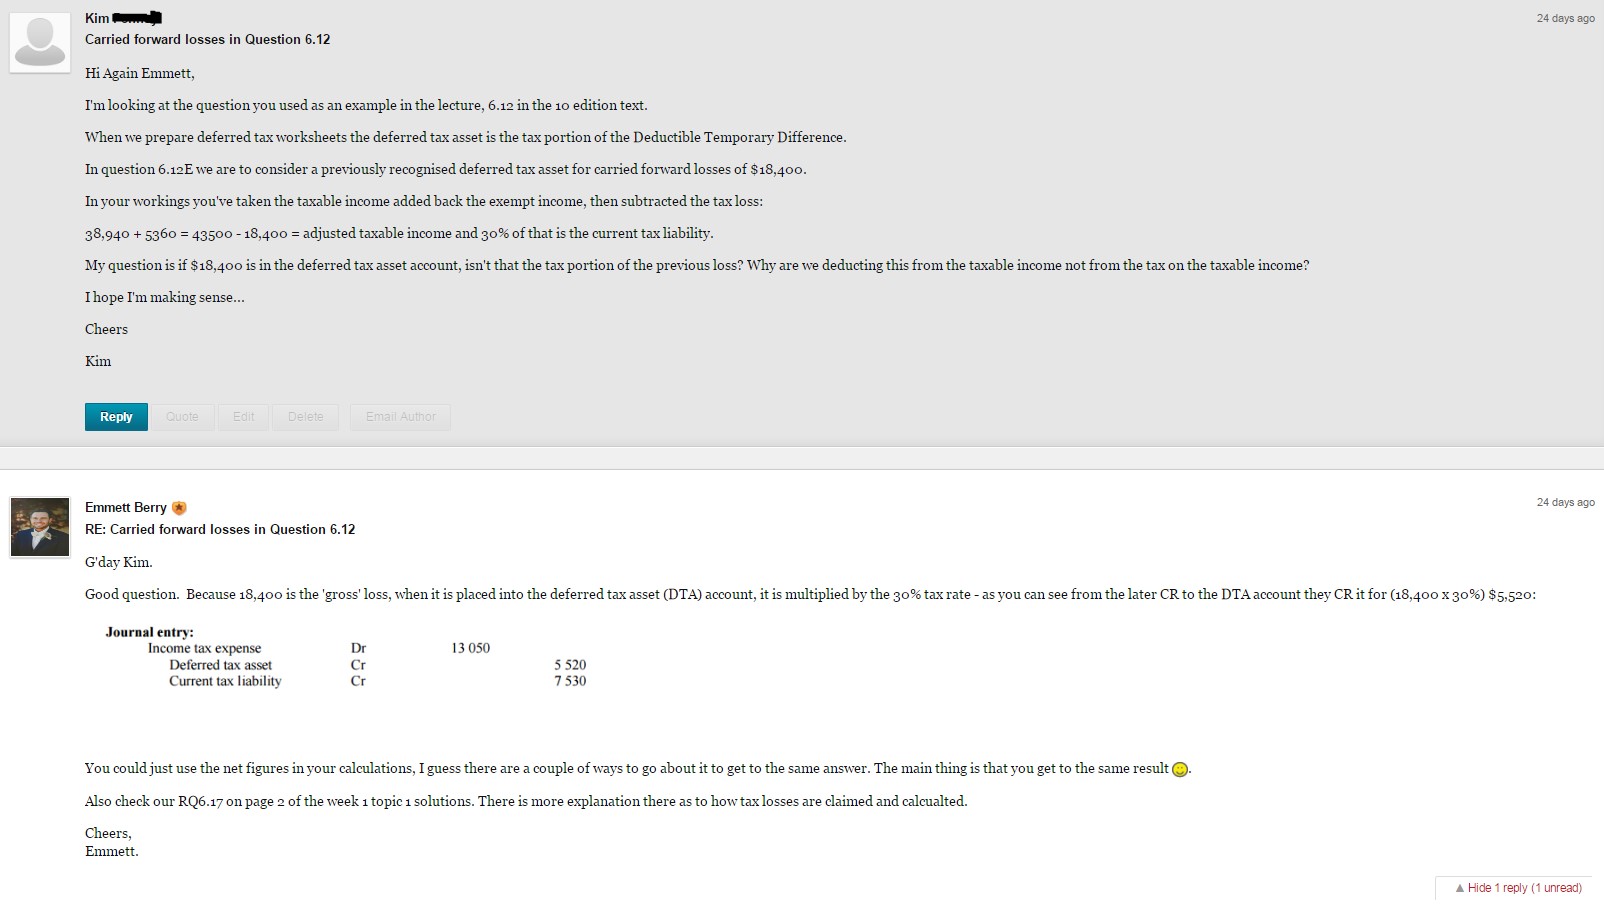 Kim
24 days ago
Carried forward losses in Question 6.12
Hi Again Emmett,
I'm looking at the question you used as an example in the lecture, 6.12 in the 10 edition text.
When we prepare deferred tax worksheets the deferred tax asset is the tax portion of the Deductible Temporary Difference.
In question 6.12E we are to consider a previously recognised deferred tax asset for carried forward losses of $18,400.
In your workings you've taken the taxable income added back the exempt income, then subtracted the tax loss:
38,940 + 5360 = 43500 - 18,400 = adjusted taxable income and 30% of that is the current tax liability.
My question is if $18,400 is in the deferred tax asset account, isn't that the tax portion of the previous loss? Why are we deducting this from the taxable income not from the tax on the taxable income?
I hope I'm making sense...
Cheers
Kim
Reply Quote Edit Delete Email Author
Emmett Berry
24 days ago
RE: Carried forward losses in Question 6.12
G'day Kim.
Good question. Because 18,400 is the 'gross' loss, when it is placed into the deferred tax asset (DTA) account, it is multiplied by the 30% tax rate - as you can see from the later CR to the DTA account they CR it for (18,400 x 30%) $5,520:
Journal entry:
Income tax expense Dr 13 050
Deferred tax asset Cr 5 520
Current tax liability Cr 7 530
You could just use the net figures in your calculations, I guess there are a couple of ways to go about it to get to the same answer. The main thing is that you get to the same result .
Also check our RQ6.17 on page 2 of the week 1 topic 1 solutions. There is more explanation there as to how tax losses are claimed and calcualted.
Cheers,
Emmett.
Hide 1 reply (1 unread)